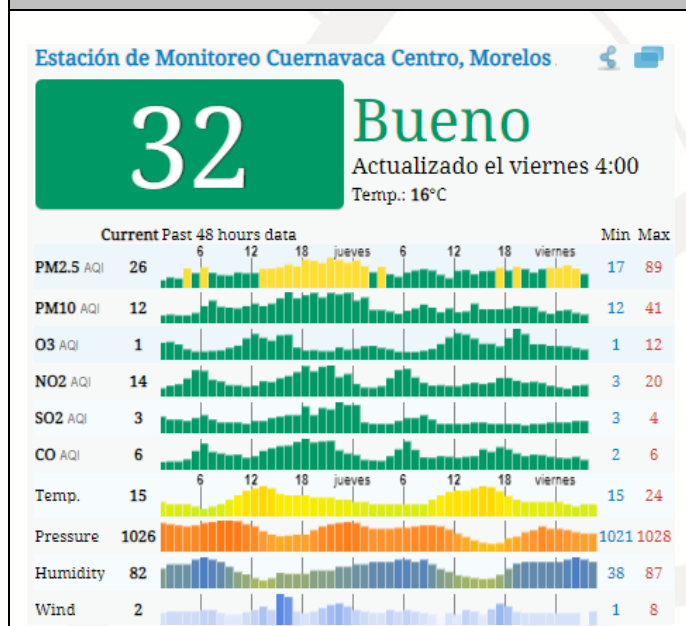 Estación de Monitoreo Cuernavaca Centro, Morelos
32
Bueno
Actualizado el viernes 4:00
Temp.: 16°C
Current Past 48 hours data Min Max
6 12 18 jueves 6 12 18 viernes
PM2.5 AQI 26 17 89
PM10 AQI 12 12 41
O3 AQI 1 1 12
NO2 AQI 14 3 20
SO2 AQI 3 3 4
CO AQI 6 2 6
6 12 18 jueves 6 12 18 viernes
Temp. 15 15 24
Pressure 1026 1021 1028
Humidity 82 38 87
Wind 2 1 8